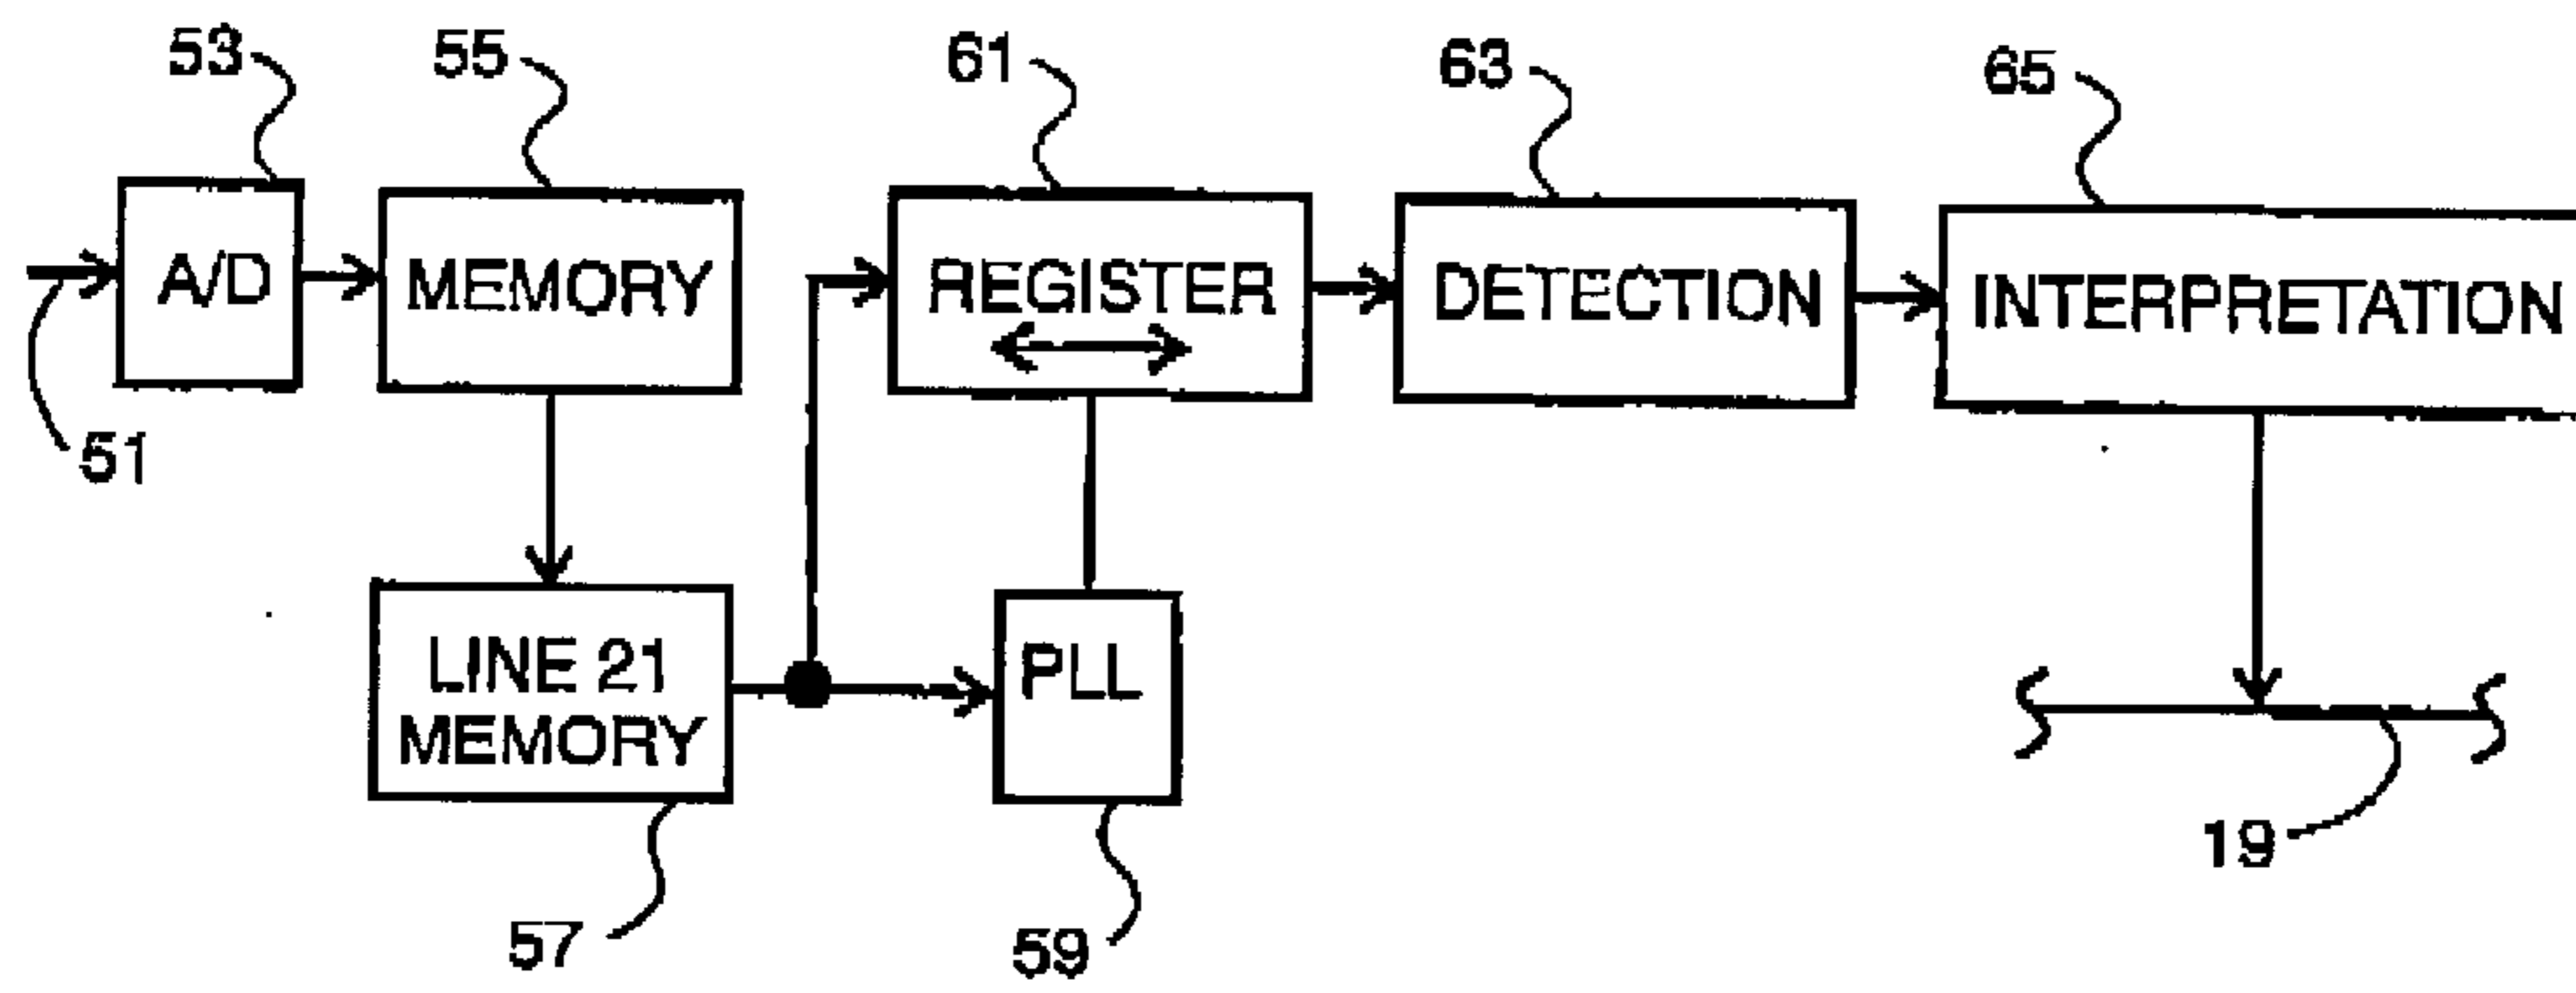 53
55
61
63
65
A/D
MEMORY
REGISTER
DETECTION
INTERPRETATION
51
LINE 21
MEMORY
PLL
19
57
59